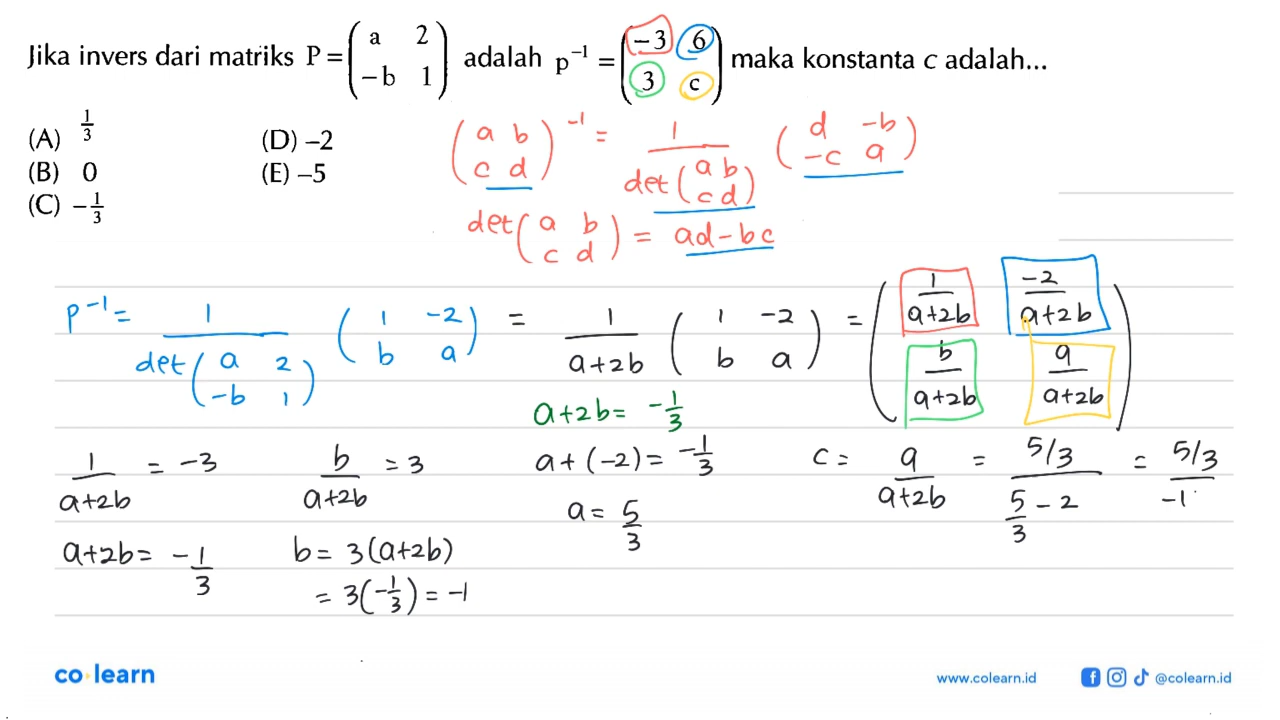 Jika invers dari matriks P = (a 2 -b 1) adalah p⁻¹ = (-3 6 3 c) maka konstanta c adalah...
(A) 1/3 (D) -2
(B) 0 (E) -5
(C) -1/3
(a b c d)⁻¹ = 1/det(a b c d) (d -b -c a)
det(a b c d) = ad-bc
p⁻¹ = 1/det(a 2 -b 1) (1 -2 b a) = 1/a+2b (1 -2 b a) = (1/a+2b -2/a+2b b/a+2b a/a+2b)
a+2b = -1/3
1/a+2b = -3 b/a+2b = 3 a+(-2) = -1/3 c = a/a+2b = 5/3/5/3 - 2 = 5/3/-1
a = 5/3
a+2b = -1/3 b = 3(a+2b)
= 3(-1/3) = -1
co learn
www.colearn.id @colearn.id